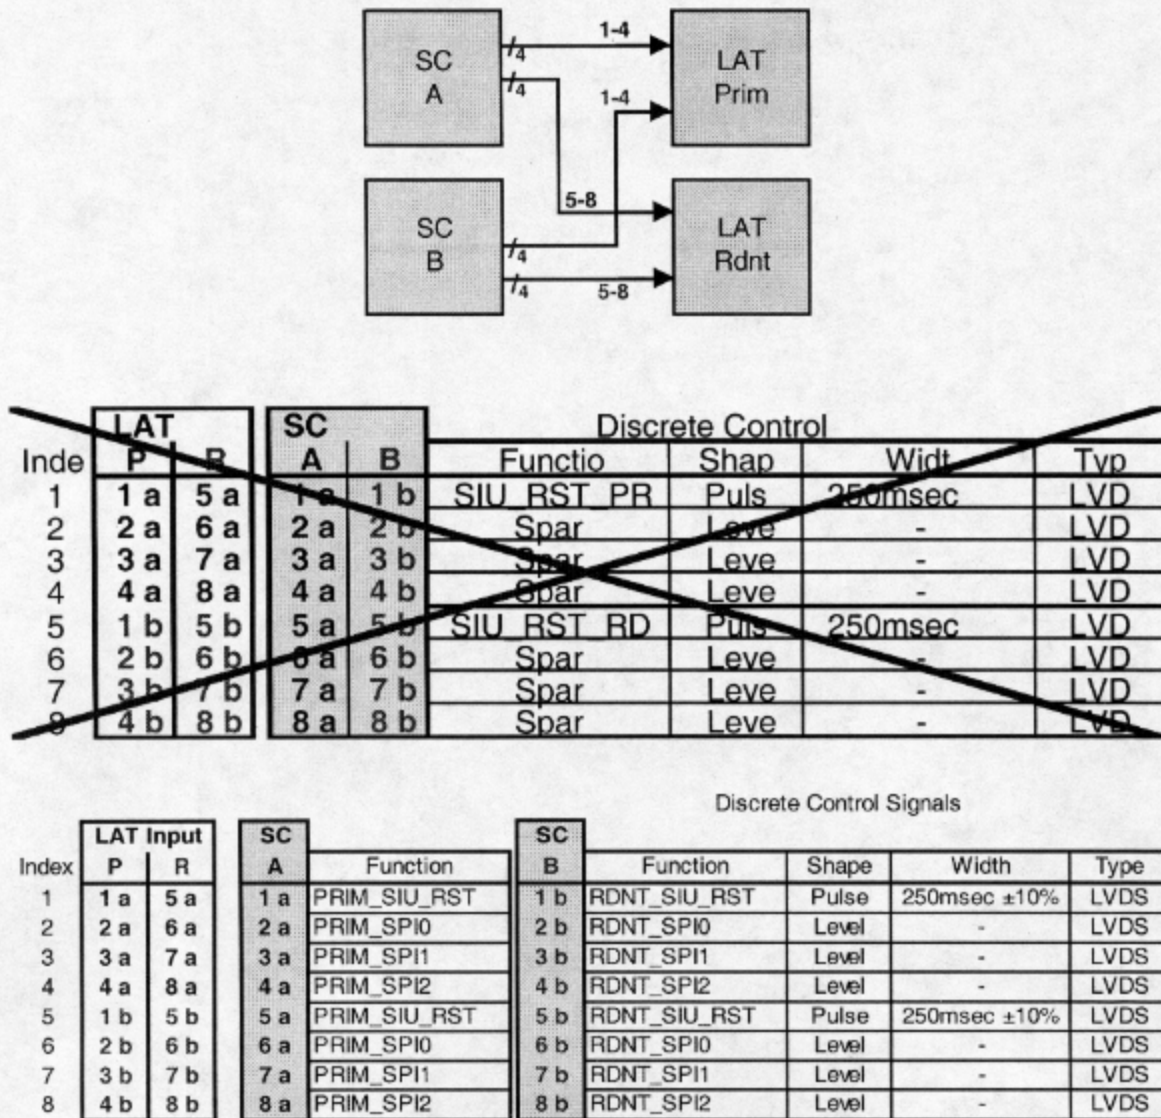 SC A
/4
1-4
/4
LAT Prim
1-4
SC B
5-8
/4
LAT Rdnt
/4
5-8
LAT SC Discrete Control
Inde P R A B Functio Shap Widt Typ
1 1 a 5 a 1 a 1 b SIU_RST_PR Puls 250msec LVD
2 2 a 6 a 2 a 2 b Spar Leve - LVD
3 3 a 7 a 3 a 3 b Spar Leve - LVD
4 4 a 8 a 4 a 4 b Spar Leve - LVD
5 1 b 5 b 5 a 5 b SIU_RST_RD Puls 250msec LVD
6 2 b 6 b 6 a 6 b Spar Leve - LVD
7 3 b 7 b 7 a 7 b Spar Leve - LVD
8 4 b 8 b 8 a 8 b Spar Leve - LVD
Discrete Control Signals
LAT Input SC SC
Index P R A Function B Function Shape Width Type
1 1 a 5 a 1 a PRIM_SIU_RST 1 b RDNT_SIU_RST Pulse 250msec ±10% LVDS
2 2 a 6 a 2 a PRIM_SPI0 2 b RDNT_SPI0 Level - LVDS
3 3 a 7 a 3 a PRIM_SPI1 3 b RDNT_SPI1 Level - LVDS
4 4 a 8 a 4 a PRIM_SPI2 4 b RDNT_SPI2 Level - LVDS
5 1 b 5 b 5 a PRIM_SIU_RST 5 b RDNT_SIU_RST Pulse 250msec ±10% LVDS
6 2 b 6 b 6 a PRIM_SPI0 6 b RDNT_SPI0 Level - LVDS
7 3 b 7 b 7 a PRIM_SPI1 7 b RDNT_SPI1 Level - LVDS
8 4 b 8 b 8 a PRIM_SPI2 8 b RDNT_SPI2 Level - LVDS